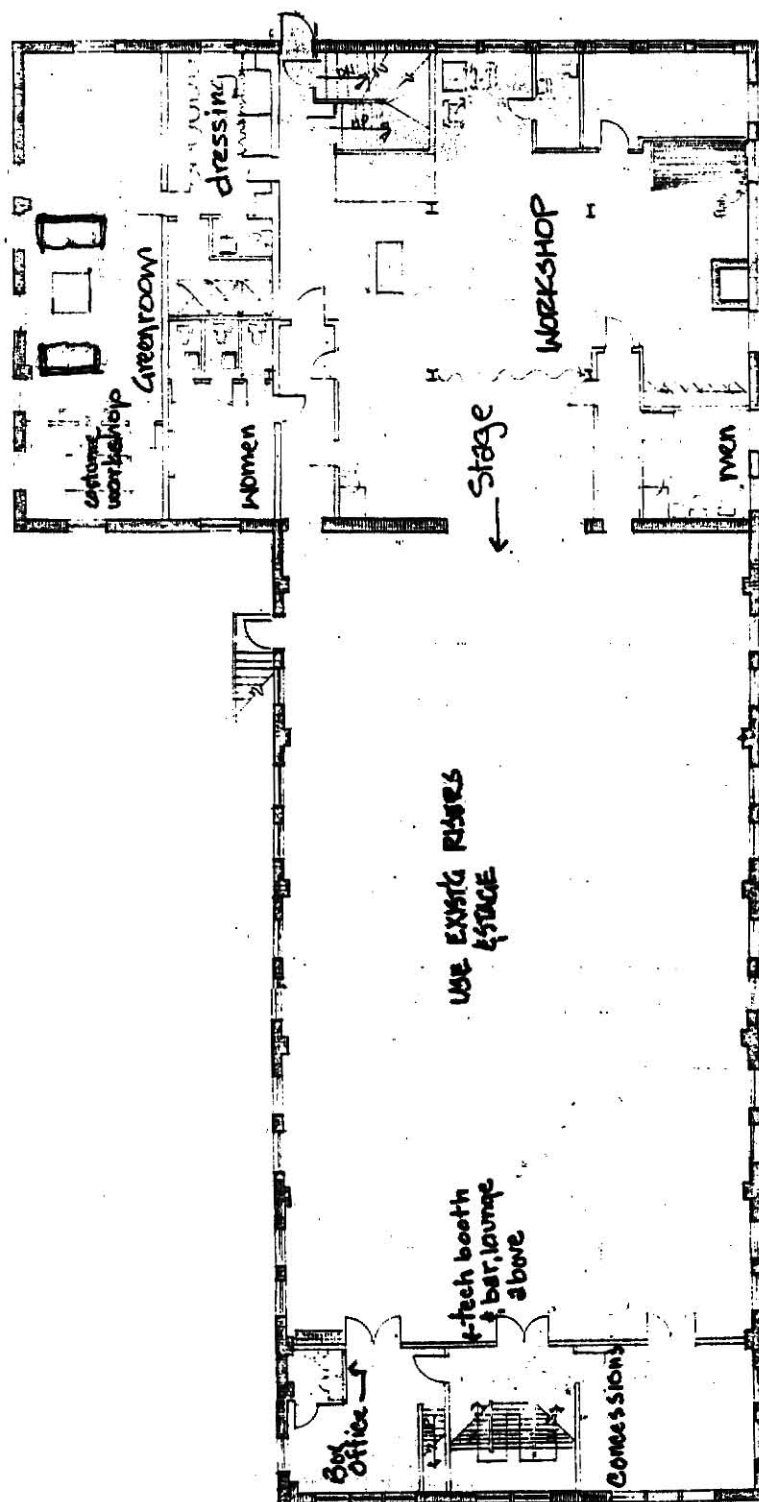 dressing
Greenroom
costume
workshop
women
WORKSHOP
← Stage
men
USE EXIST'G RISERS
& STAGE
← tech booth
& bar, lounge
above
Box
Office →
Concessions
UP